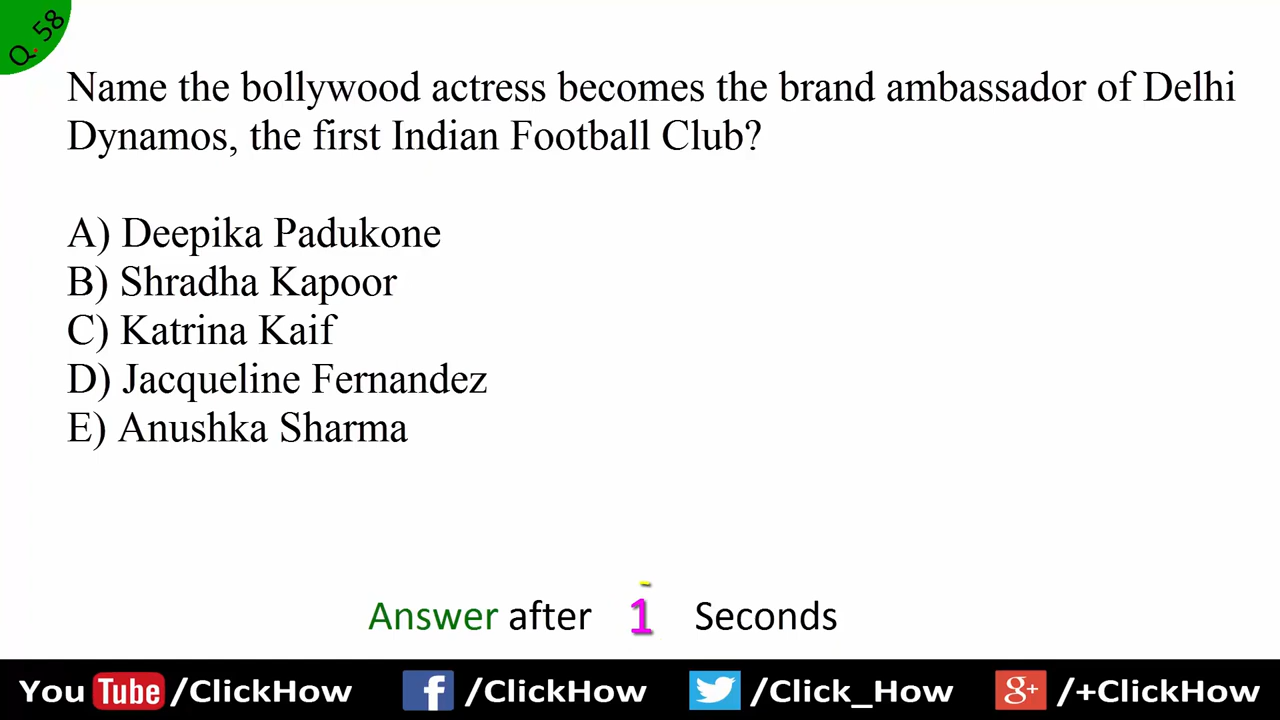 Q. 58
Name the bollywood actress becomes the brand ambassador of Delhi
Dynamos, the first Indian Football Club?
A) Deepika Padukone
B) Shradha Kapoor
C) Katrina Kaif
D) Jacqueline Fernandez
E) Anushka Sharma
Answer after 1 Seconds
You Tube /ClickHow f /ClickHow /Click_How g+ /+ClickHow